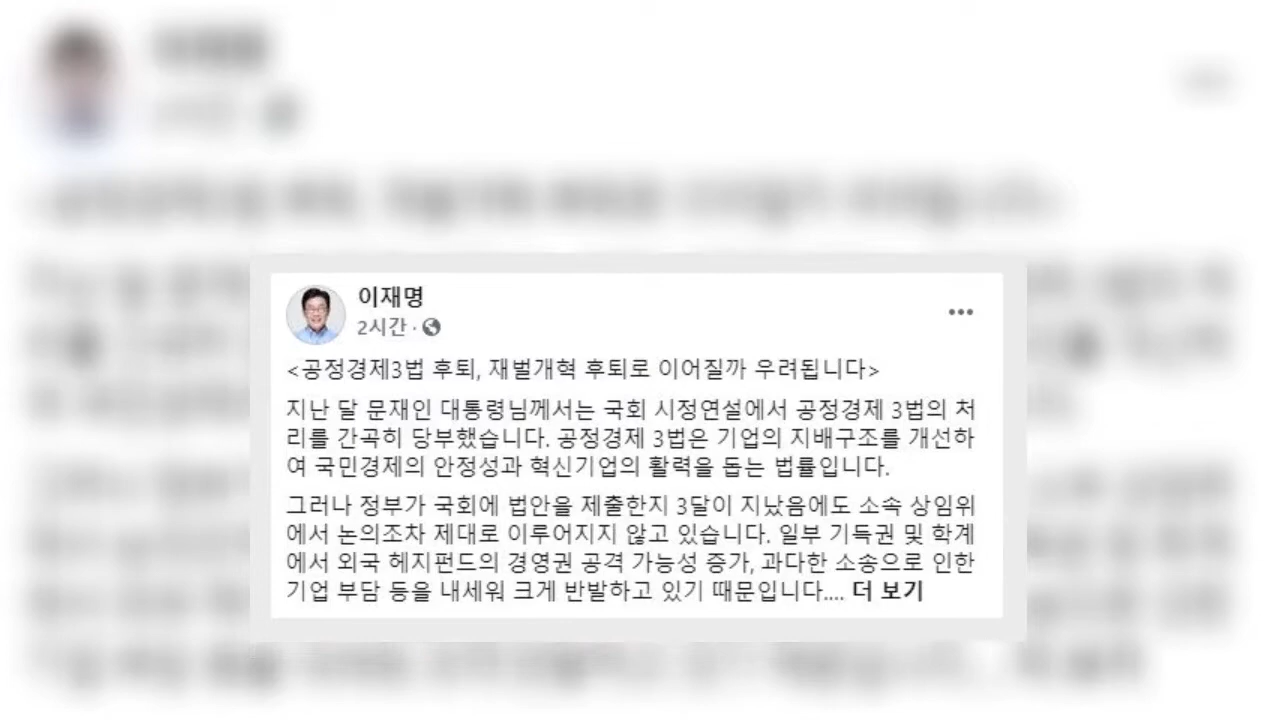 이재명
2시간 ·
<공정경제3법 후퇴, 재벌개혁 후퇴로 이어질까 우려됩니다>
지난 달 문재인 대통령님께서는 국회 시정연설에서 공정경제 3법의 처
리를 간곡히 당부했습니다. 공정경제 3법은 기업의 지배구조를 개선하
여 국민경제의 안정성과 혁신기업의 활력을 돕는 법률입니다.
그러나 정부가 국회에 법안을 제출한지 3달이 지났음에도 소속 상임위
에서 논의조차 제대로 이루어지지 않고 있습니다. 일부 기득권 및 학계
에서 외국 헤지펀드의 경영권 공격 가능성 증가, 과다한 소송으로 인한
기업 부담 등을 내세워 크게 반발하고 있기 때문입니다.... 더 보기